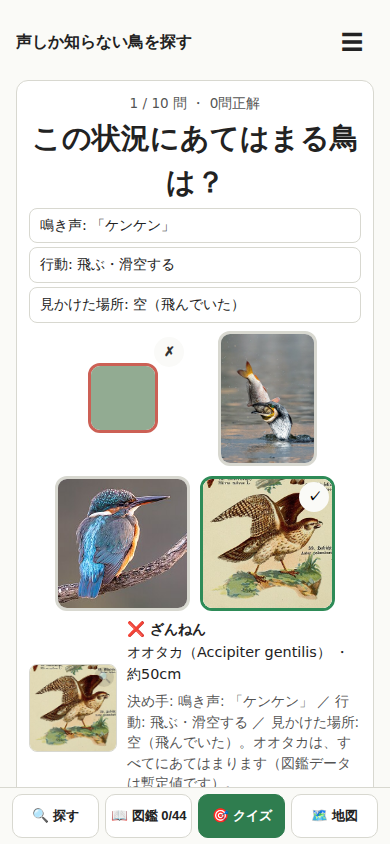 声しか知らない鳥を探す
☰
1 / 10 問 ・ 0問正解
この状況にあてはまる鳥
は？
鳴き声: 「ケンケン」
行動: 飛ぶ・滑空する
見かけた場所: 空（飛んでいた）
✗
✓
❌ ざんねん
オオタカ（Accipiter gentilis） ・
約50cm
決め手: 鳴き声: 「ケンケン」 ／ 行
動: 飛ぶ・滑空する ／ 見かけた場所:
空（飛んでいた）。オオタカは、す
べてにあてはまります（図鑑データ
は暫定値です）。
🔍 探す
📖 図鑑 0/44
🎯 クイズ
🗺️ 地図